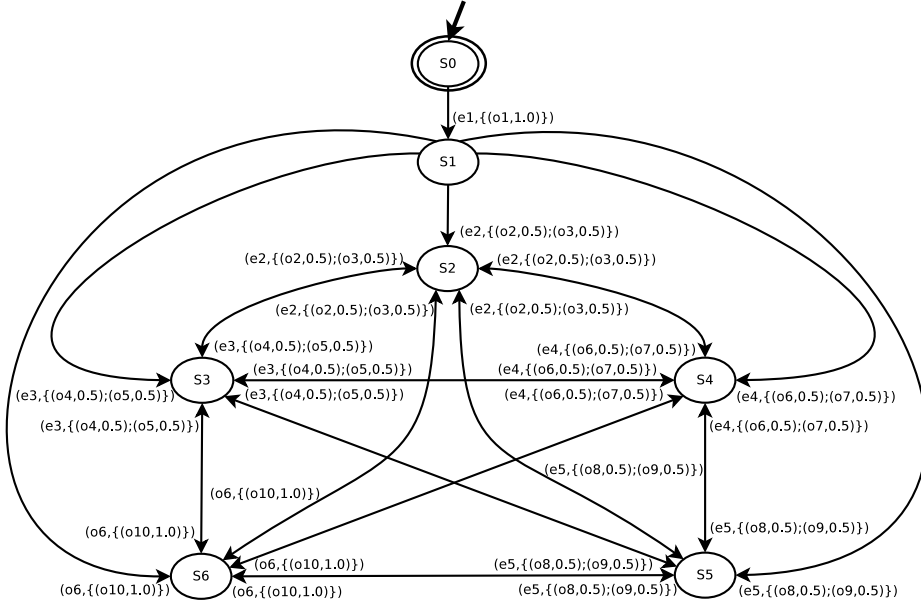 S0
(e1,{(o1,1.0)})
S1
(e2,{(o2,0.5);(o3,0.5)})
(e2,{(o2,0.5);(o3,0.5)})
(e2,{(o2,0.5);(o3,0.5)})
S2
(e2,{(o2,0.5);(o3,0.5)})
(e2,{(o2,0.5);(o3,0.5)})
(e3,{(o4,0.5);(o5,0.5)})
(e4,{(o6,0.5);(o7,0.5)})
(e3,{(o4,0.5);(o5,0.5)})
(e4,{(o6,0.5);(o7,0.5)})
S3
S4
(e3,{(o4,0.5);(o5,0.5)})
(e3,{(o4,0.5);(o5,0.5)})
(e4,{(o6,0.5);(o7,0.5)})
(e4,{(o6,0.5);(o7,0.5)})
(e3,{(o4,0.5);(o5,0.5)})
(e4,{(o6,0.5);(o7,0.5)})
(e5,{(o8,0.5);(o9,0.5)})
(o6,{(o10,1.0)})
(o6,{(o10,1.0)})
(e5,{(o8,0.5);(o9,0.5)})
(o6,{(o10,1.0)})
(e5,{(o8,0.5);(o9,0.5)})
S6
S5
(o6,{(o10,1.0)})
(o6,{(o10,1.0)})
(e5,{(o8,0.5);(o9,0.5)})
(e5,{(o8,0.5);(o9,0.5)})